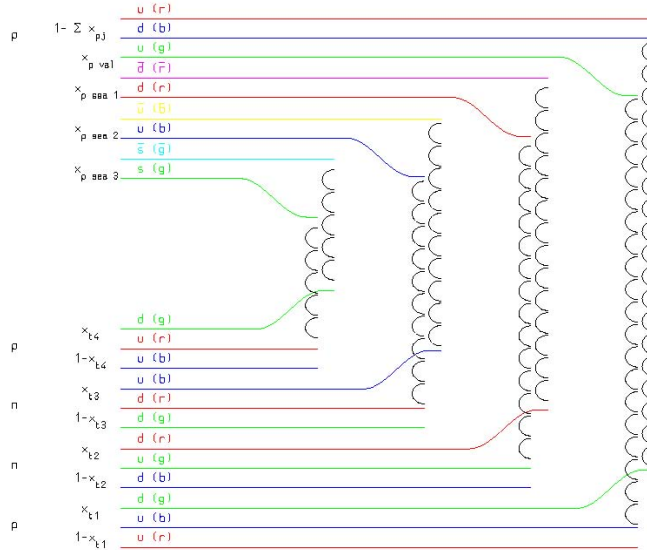 u (r)
p 1- Σ x_pj d (b)
u (g)
x_p val
d̅ (r̅)
d (r)
x_p sea 1
u̅ (b̅)
x_p sea 2 u (b)
s̅ (g̅)
x_p sea 3 s (g)
d (g)
x_t4
p u (r)
1-x_t4 u (b)
u (b)
x_t3
n d (r)
1-x_t3 d (g)
d (r)
x_t2
n u (g)
1-x_t2 d (b)
d (g)
x_t1
p u (b)
1-x_t1 u (r)